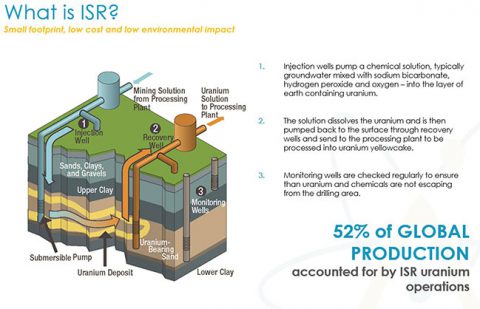 What is ISR?
Small footprint, low cost and low environmental impact
Mining Solution
from Processing
Plant
Uranium
Solution
to Processing
Plant
1
Injection
Well
2
Recovery
Well
Sands, Clays,
and Gravels
Upper Clay
3
Monitoring
Wells
Submersible Pump
Uranium Deposit
Uranium-
Bearing
Sand
Lower Clay
1. Injection wells pump a chemical solution, typically
groundwater mixed with sodium bicarbonate,
hydrogen peroxide and oxygen – into the layer of
earth containing uranium.
2. The solution dissolves the uranium and is then
pumped back to the surface through recovery
wells and send to the processing plant to be
processed into uranium yellowcake.
3. Monitoring wells are checked regularly to ensure
than uranium and chemicals are not escaping
from the drilling area.
52% of GLOBAL
PRODUCTION
accounted for by ISR uranium
operations